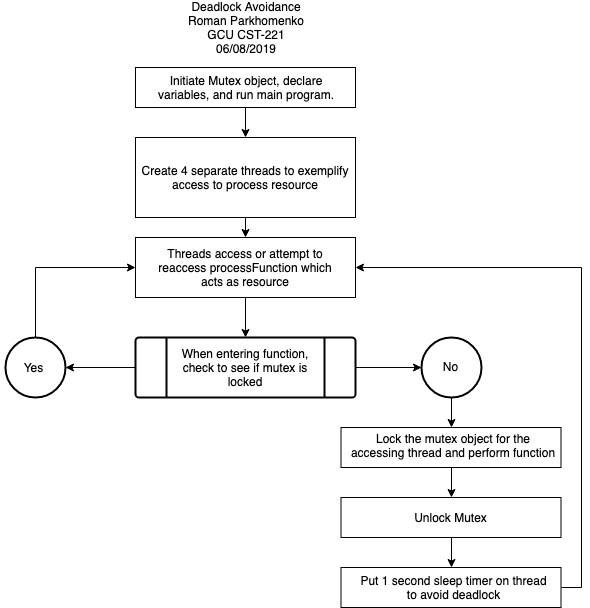 Deadlock Avoidance
Roman Parkhomenko
GCU CST-221
06/08/2019
Initiate Mutex object, declare
variables, and run main program.
Create 4 separate threads to exemplify
access to process resource
Threads access or attempt to
reaccess processFunction which
acts as resource
When entering function,
check to see if mutex is
locked
Yes
No
Lock the mutex object for the
accessing thread and perform function
Unlock Mutex
Put 1 second sleep timer on thread
to avoid deadlock